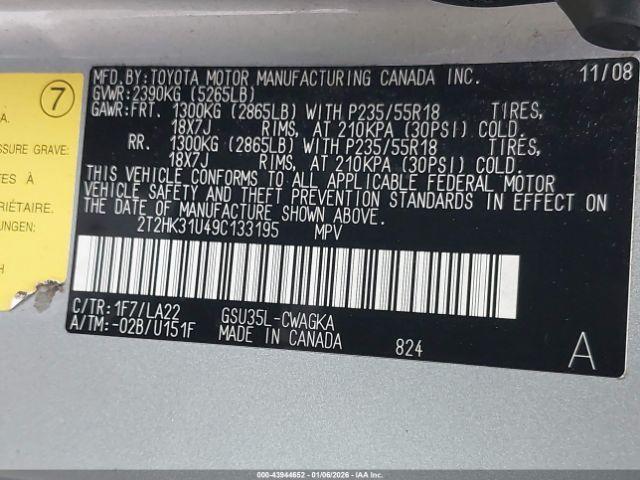 7
A.
SSURE GRAVE:
TES À
RIÉTAIRE.
UNGEN:
H
MFD.BY:TOYOTA MOTOR MANUFACTURING CANADA INC. 11/08
GVWR:2390KG (5265LB)
GAWR:FRT. 1300KG (2865LB) WITH P235/55R18 TIRES,
18X7J RIMS, AT 210KPA (30PSI) COLD.
RR. 1300KG (2865LB) WITH P235/55R18 TIRES,
18X7J RIMS, AT 210KPA (30PSI) COLD.
THIS VEHICLE CONFORMS TO ALL APPLICABLE FEDERAL MOTOR
VEHICLE SAFETY AND THEFT PREVENTION STANDARDS IN EFFECT ON
THE DATE OF MANUFACTURE SHOWN ABOVE.
2T2HK31U49C133195 MPV
C/TR:1F7/LA22 GSU35L-CWAGKA
A/TM:-02B/U151F MADE IN CANADA 824 A
000-43944652 - 01/06/2026 - IAAI.COM